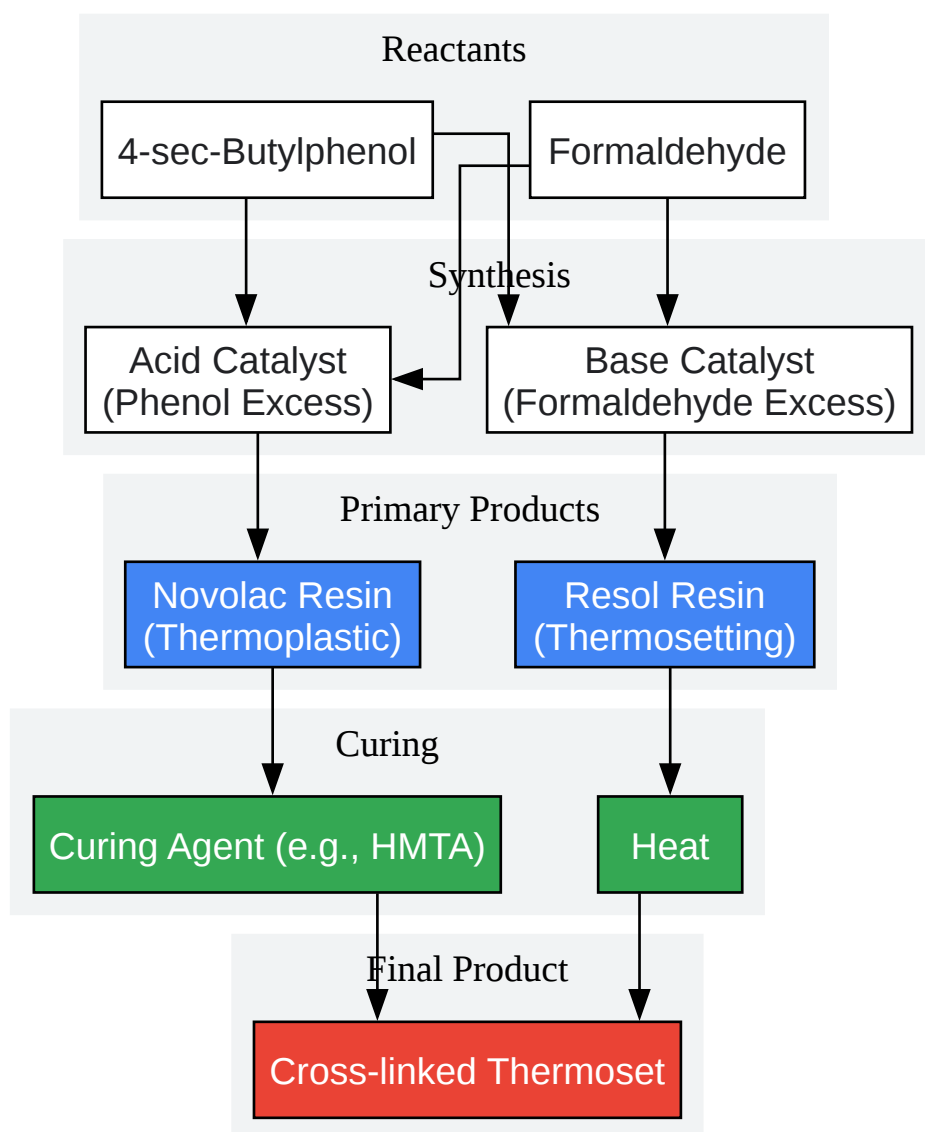 Reactants
4-sec-Butylphenol
Formaldehyde
Synthesis
Acid Catalyst
(Phenol Excess)
Base Catalyst
(Formaldehyde Excess)
Primary Products
Novolac Resin
(Thermoplastic)
Resol Resin
(Thermosetting)
Curing
Curing Agent (e.g., HMTA)
Heat
Final Product
Cross-linked Thermoset